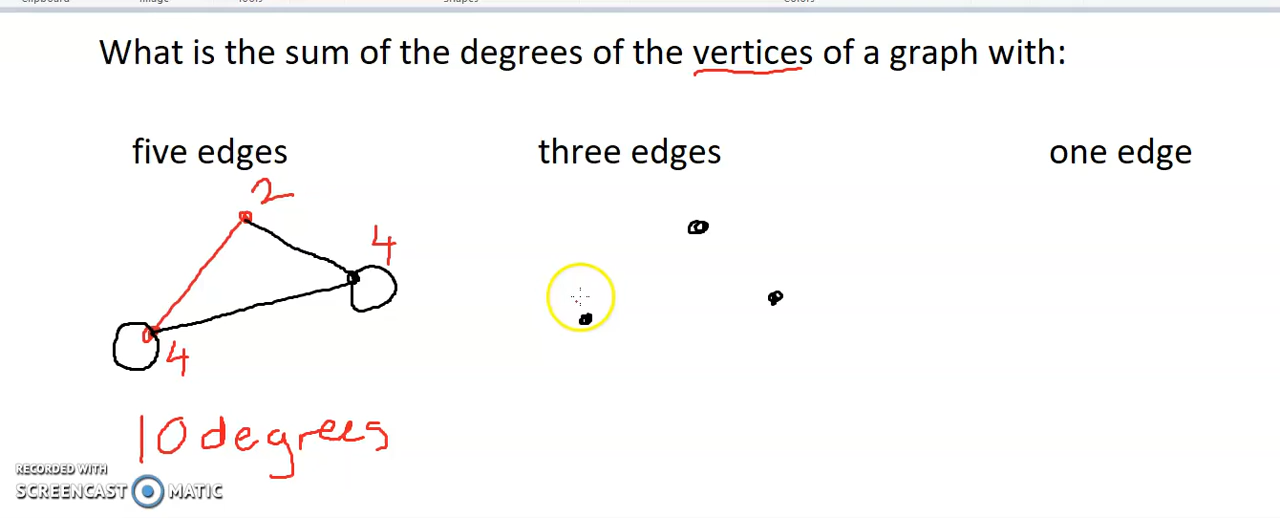 What is the sum of the degrees of the vertices of a graph with:
five edges
three edges
one edge
2
4
4
10 degrees
RECORDED WITH
SCREENCAST MATIC